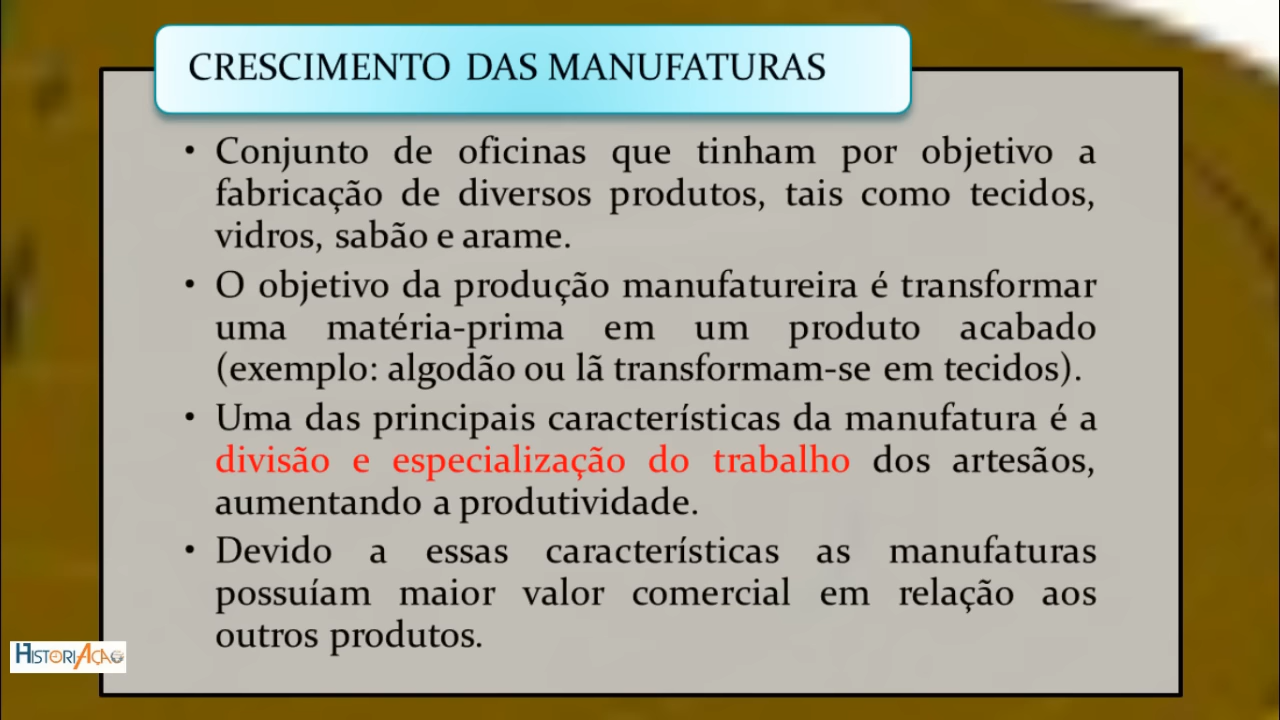 CRESCIMENTO DAS MANUFATURAS
• Conjunto de oficinas que tinham por objetivo a
fabricação de diversos produtos, tais como tecidos,
vidros, sabão e arame.
• O objetivo da produção manufatureira é transformar
uma matéria-prima em um produto acabado
(exemplo: algodão ou lã transformam-se em tecidos).
• Uma das principais características da manufatura é a
divisão e especialização do trabalho dos artesãos,
aumentando a produtividade.
• Devido a essas características as manufaturas
possuíam maior valor comercial em relação aos
outros produtos.
HISTORIAÇÃO